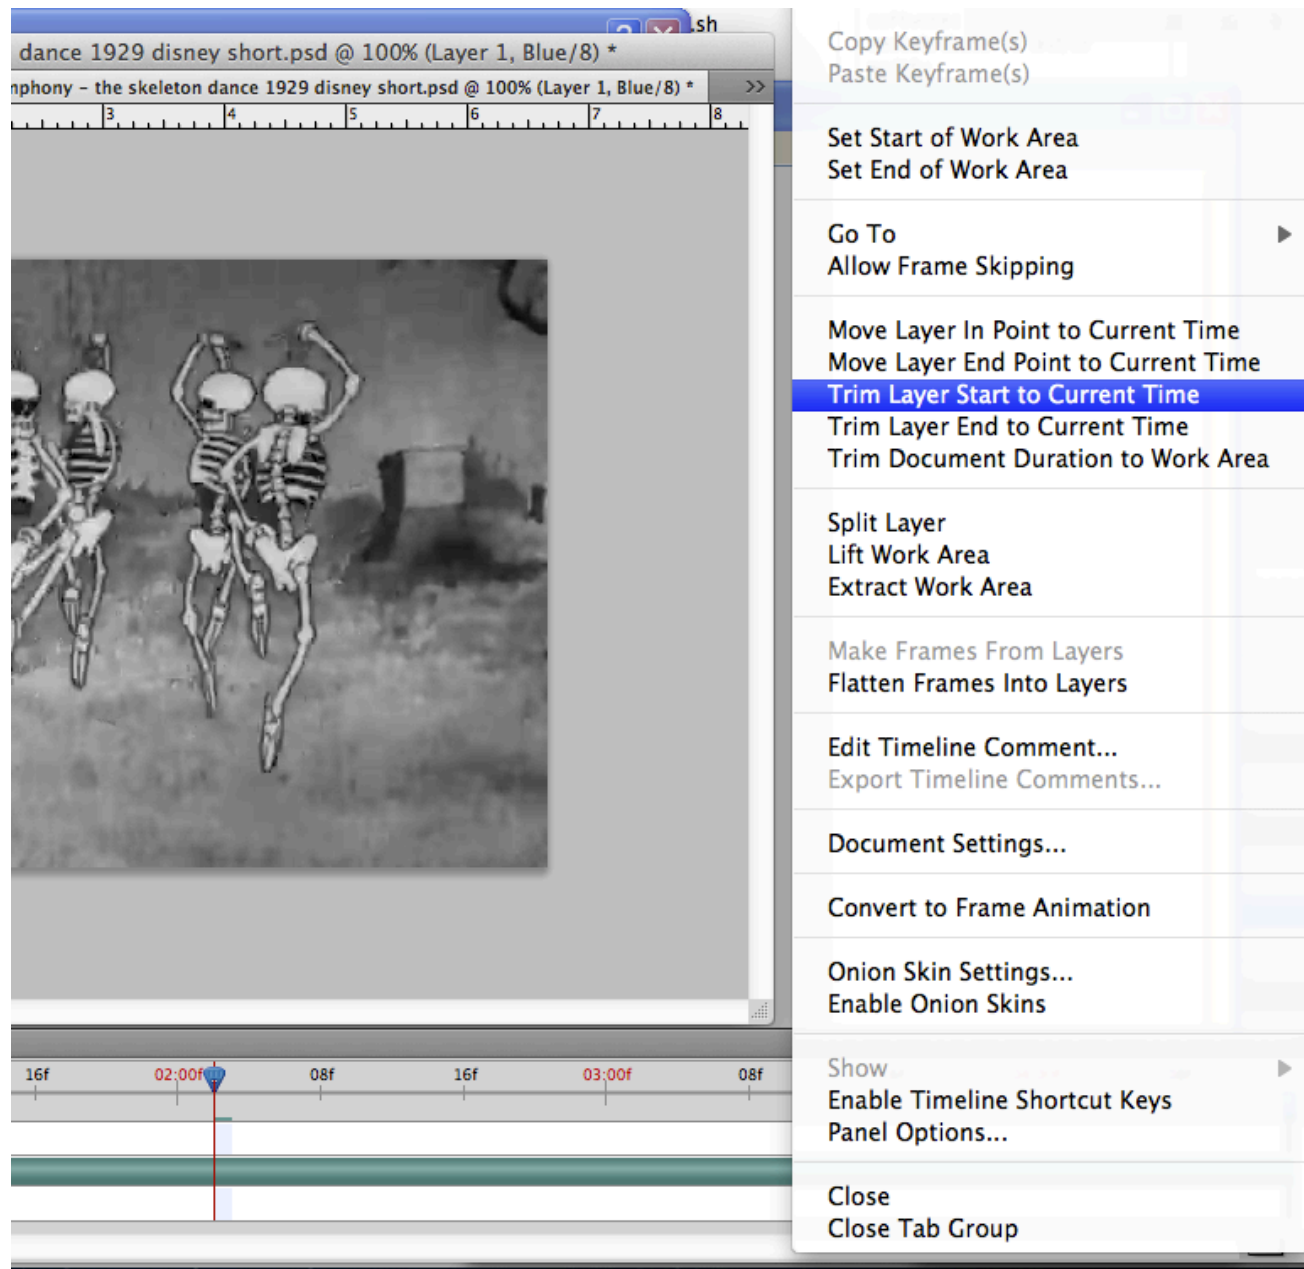 .sh
dance 1929 disney short.psd @ 100% (Layer 1, Blue/8) *
nphony - the skeleton dance 1929 disney short.psd @ 100% (Layer 1, Blue/8) *
>>
3 4 5 6 7 8
16f 02:00f 08f 16f 03:00f 08f
Copy Keyframe(s)
Paste Keyframe(s)
Set Start of Work Area
Set End of Work Area
Go To
Allow Frame Skipping
Move Layer In Point to Current Time
Move Layer End Point to Current Time
Trim Layer Start to Current Time
Trim Layer End to Current Time
Trim Document Duration to Work Area
Split Layer
Lift Work Area
Extract Work Area
Make Frames From Layers
Flatten Frames Into Layers
Edit Timeline Comment...
Export Timeline Comments...
Document Settings...
Convert to Frame Animation
Onion Skin Settings...
Enable Onion Skins
Show
Enable Timeline Shortcut Keys
Panel Options...
Close
Close Tab Group